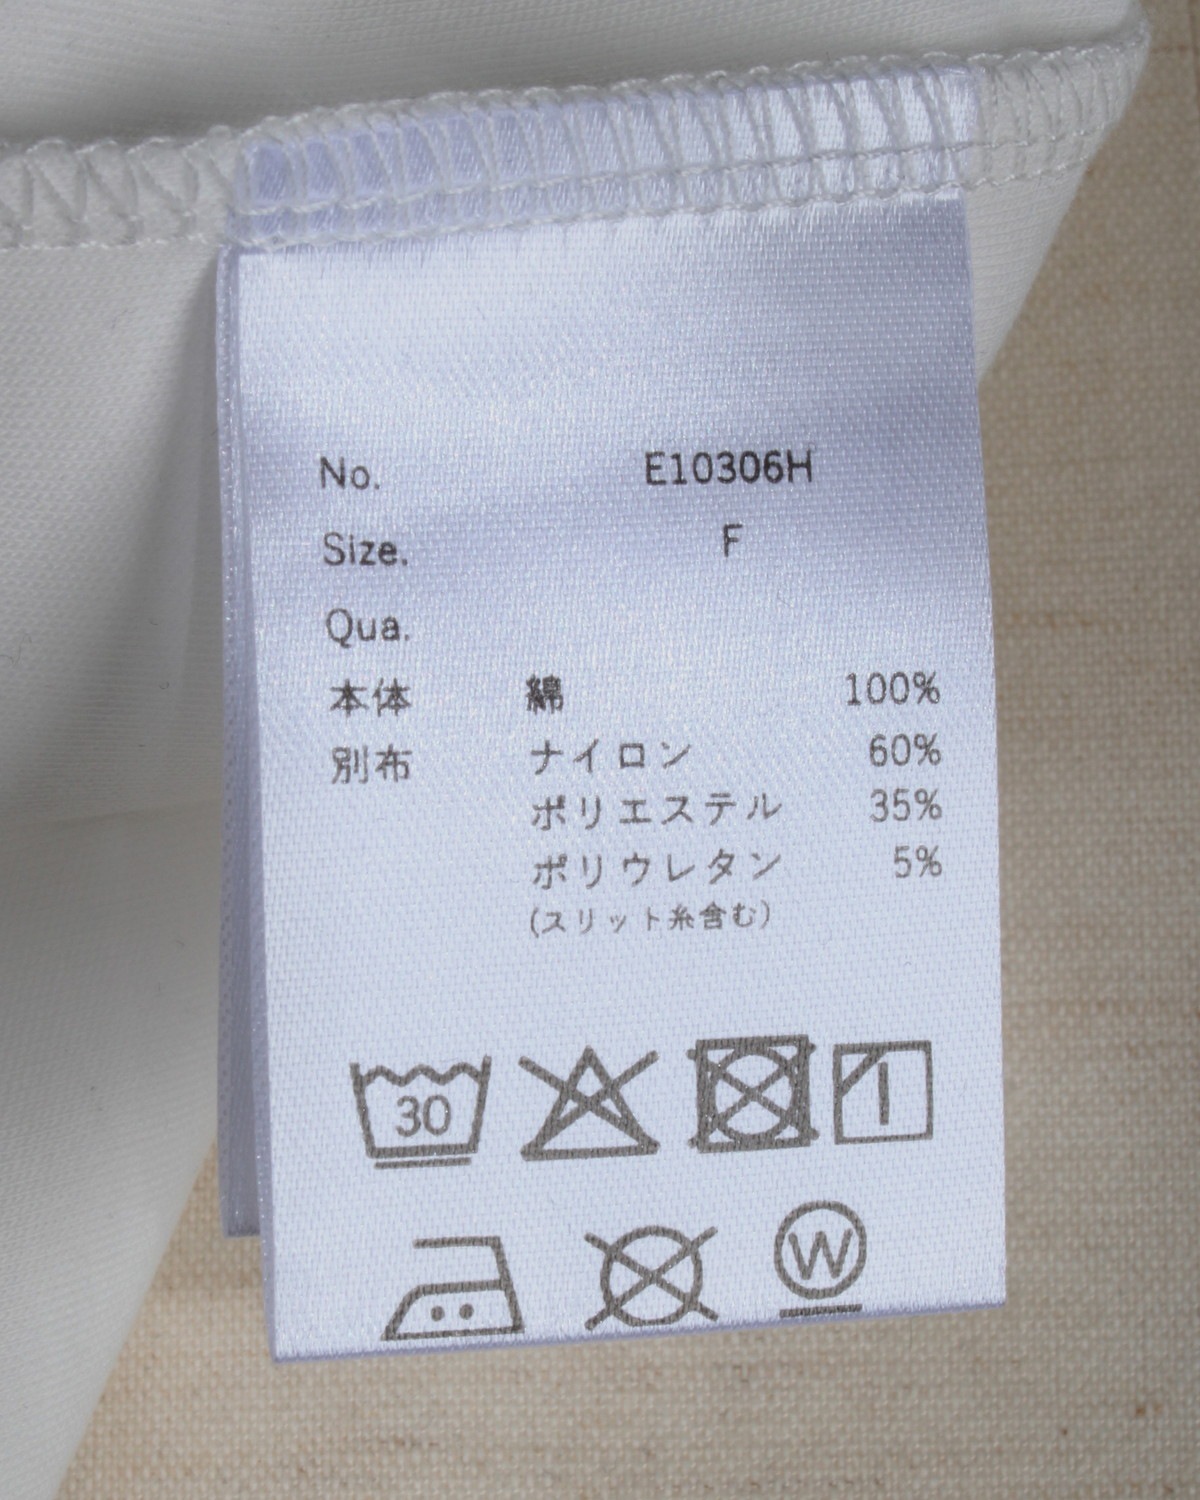 No. E10306H
Size. F
Qua.
本体 綿 100%
別布 ナイロン 60%
ポリエステル 35%
ポリウレタン 5%
(スリット糸含む)
30
W